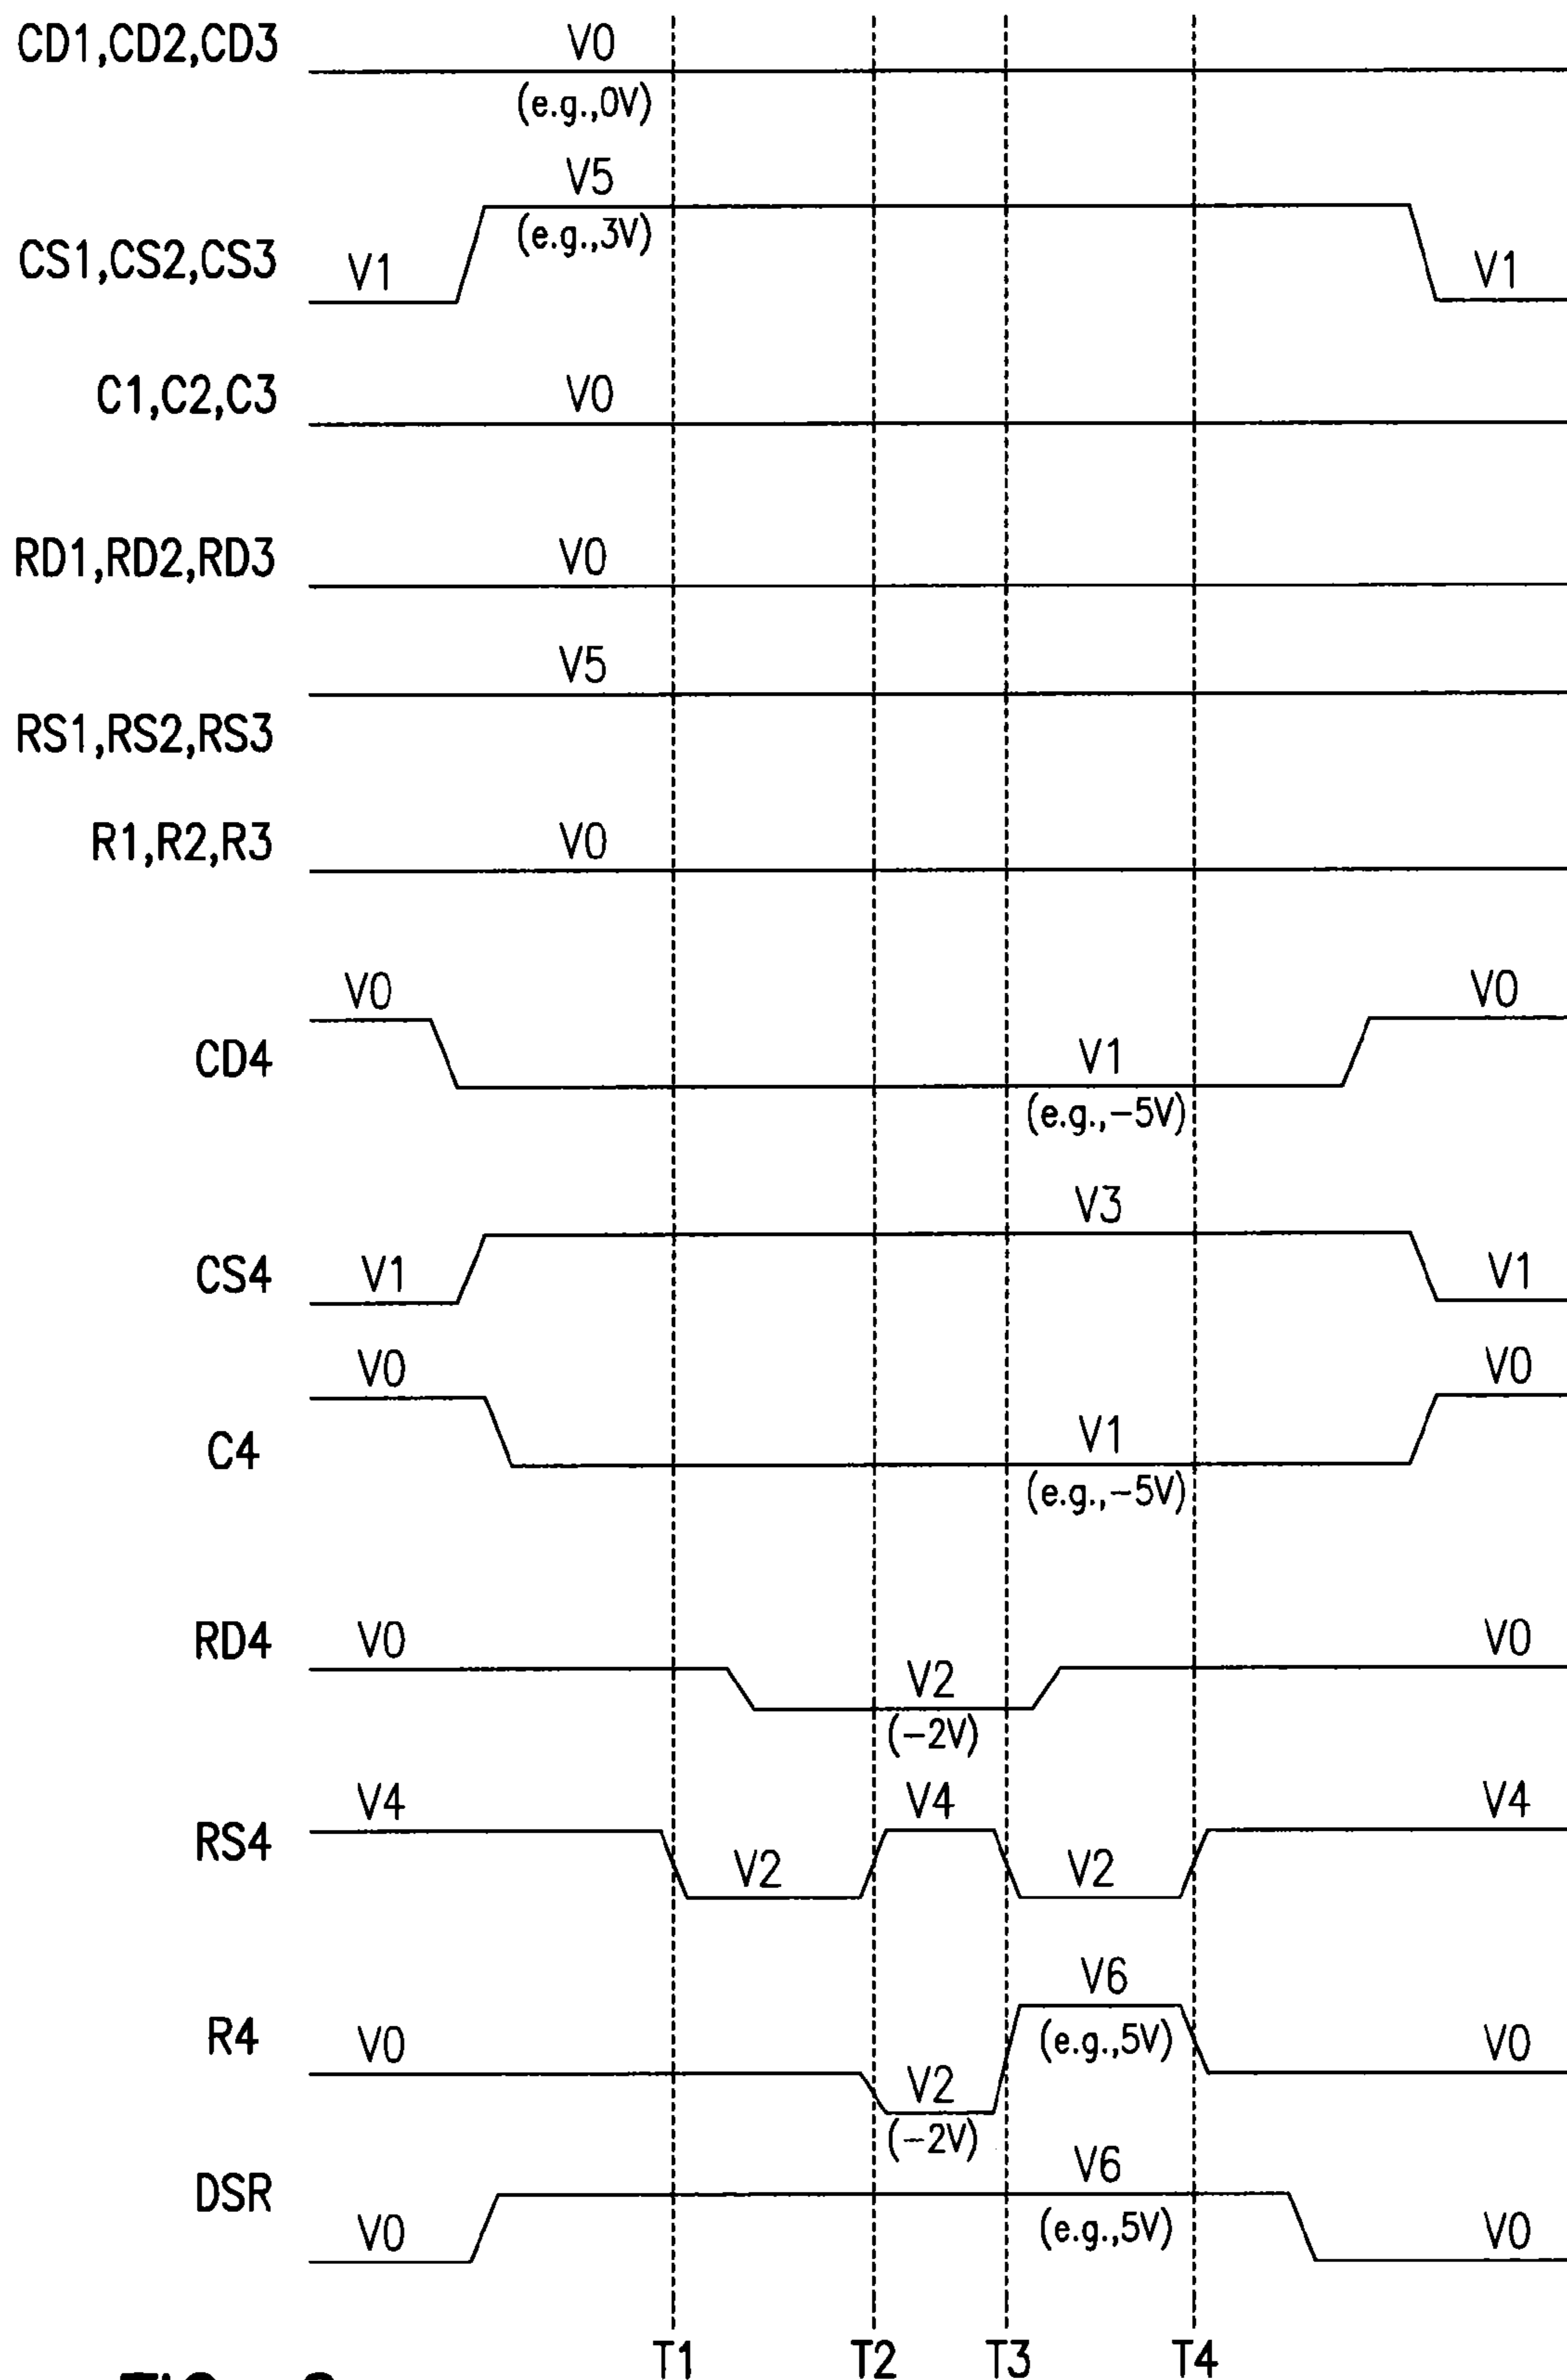 CD1,CD2,CD3 V0
(e.g.,0V)
V5
(e.g.,3V)
CS1,CS2,CS3 V1 V1
C1,C2,C3 V0
RD1,RD2,RD3 V0
V5
RS1,RS2,RS3
R1,R2,R3 V0
V0 V0
CD4 V1
(e.g.,-5V)
V3
CS4 V1 V1
V0 V0
C4 V1
(e.g.,-5V)
RD4 V0 V2 V0
(-2V)
V4 V4 V4
RS4 V2 V2
V6
R4 V0 (e.g.,5V) V0
V2
(-2V)
DSR V6
V0 (e.g.,5V) V0
T1 T2 T3 T4